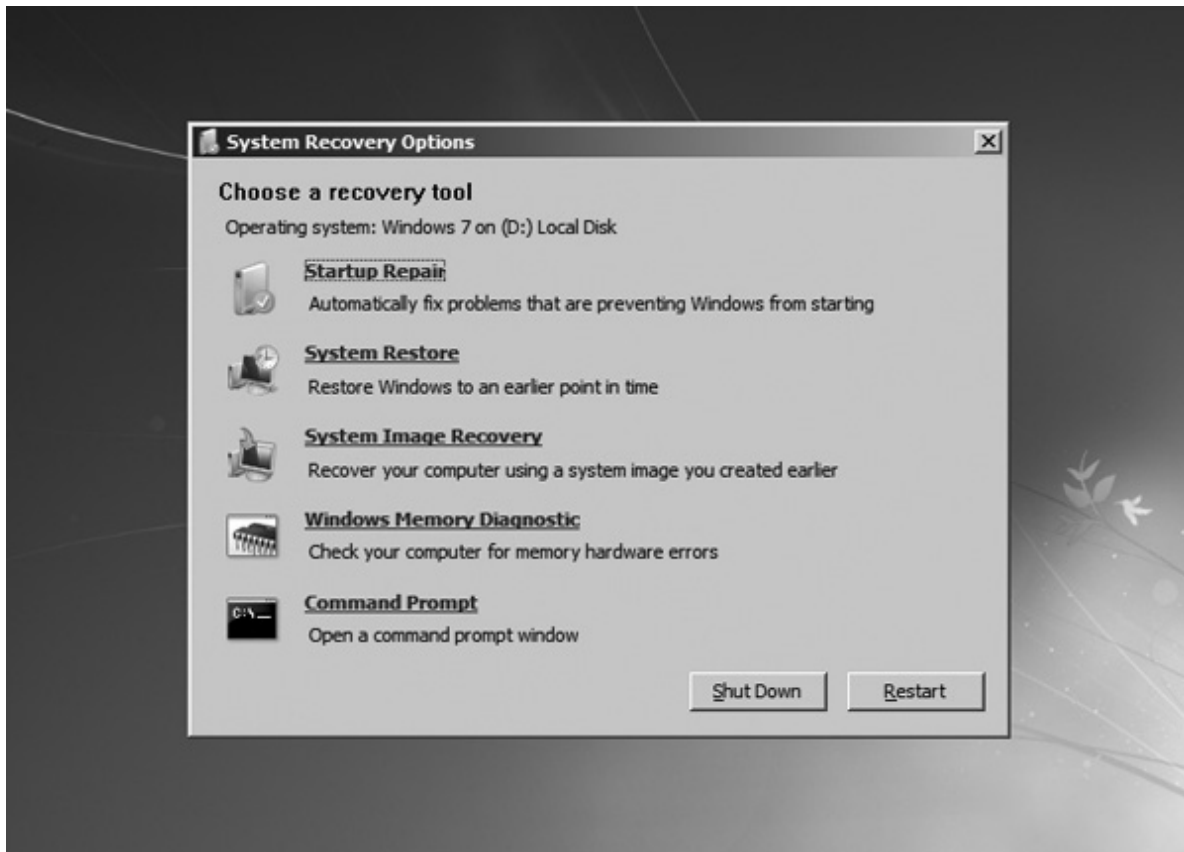 System Recovery Options
Choose a recovery tool
Operating system: Windows 7 on (D:) Local Disk
Startup Repair
Automatically fix problems that are preventing Windows from starting
System Restore
Restore Windows to an earlier point in time
System Image Recovery
Recover your computer using a system image you created earlier
Windows Memory Diagnostic
Check your computer for memory hardware errors
C:\_
Command Prompt
Open a command prompt window
Shut Down
Restart